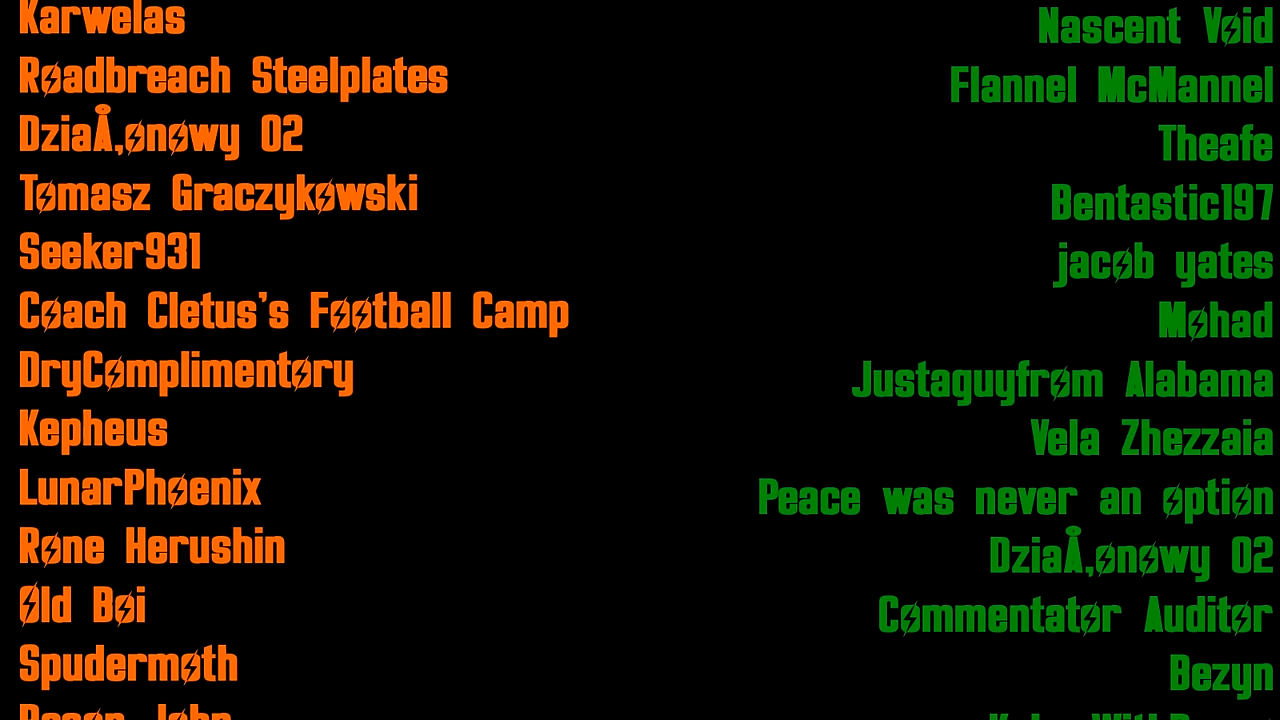 Karwelas
Roadbreach Steelplates
DziaÅ‚onowy 02
Tomasz Graczykowski
Seeker931
Coach Cletus's Football Camp
DryComplimentory
Kepheus
LunarPhoenix
Rone Herushin
Old Boi
Spudermoth
Nascent Void
Flannel McMannel
Theafe
Bentastic197
jacob yates
Mohad
Justaguyfrom Alabama
Vela Zhezzaia
Peace was never an option
DziaÅ‚onowy 02
Commentator Auditor
Bezyn